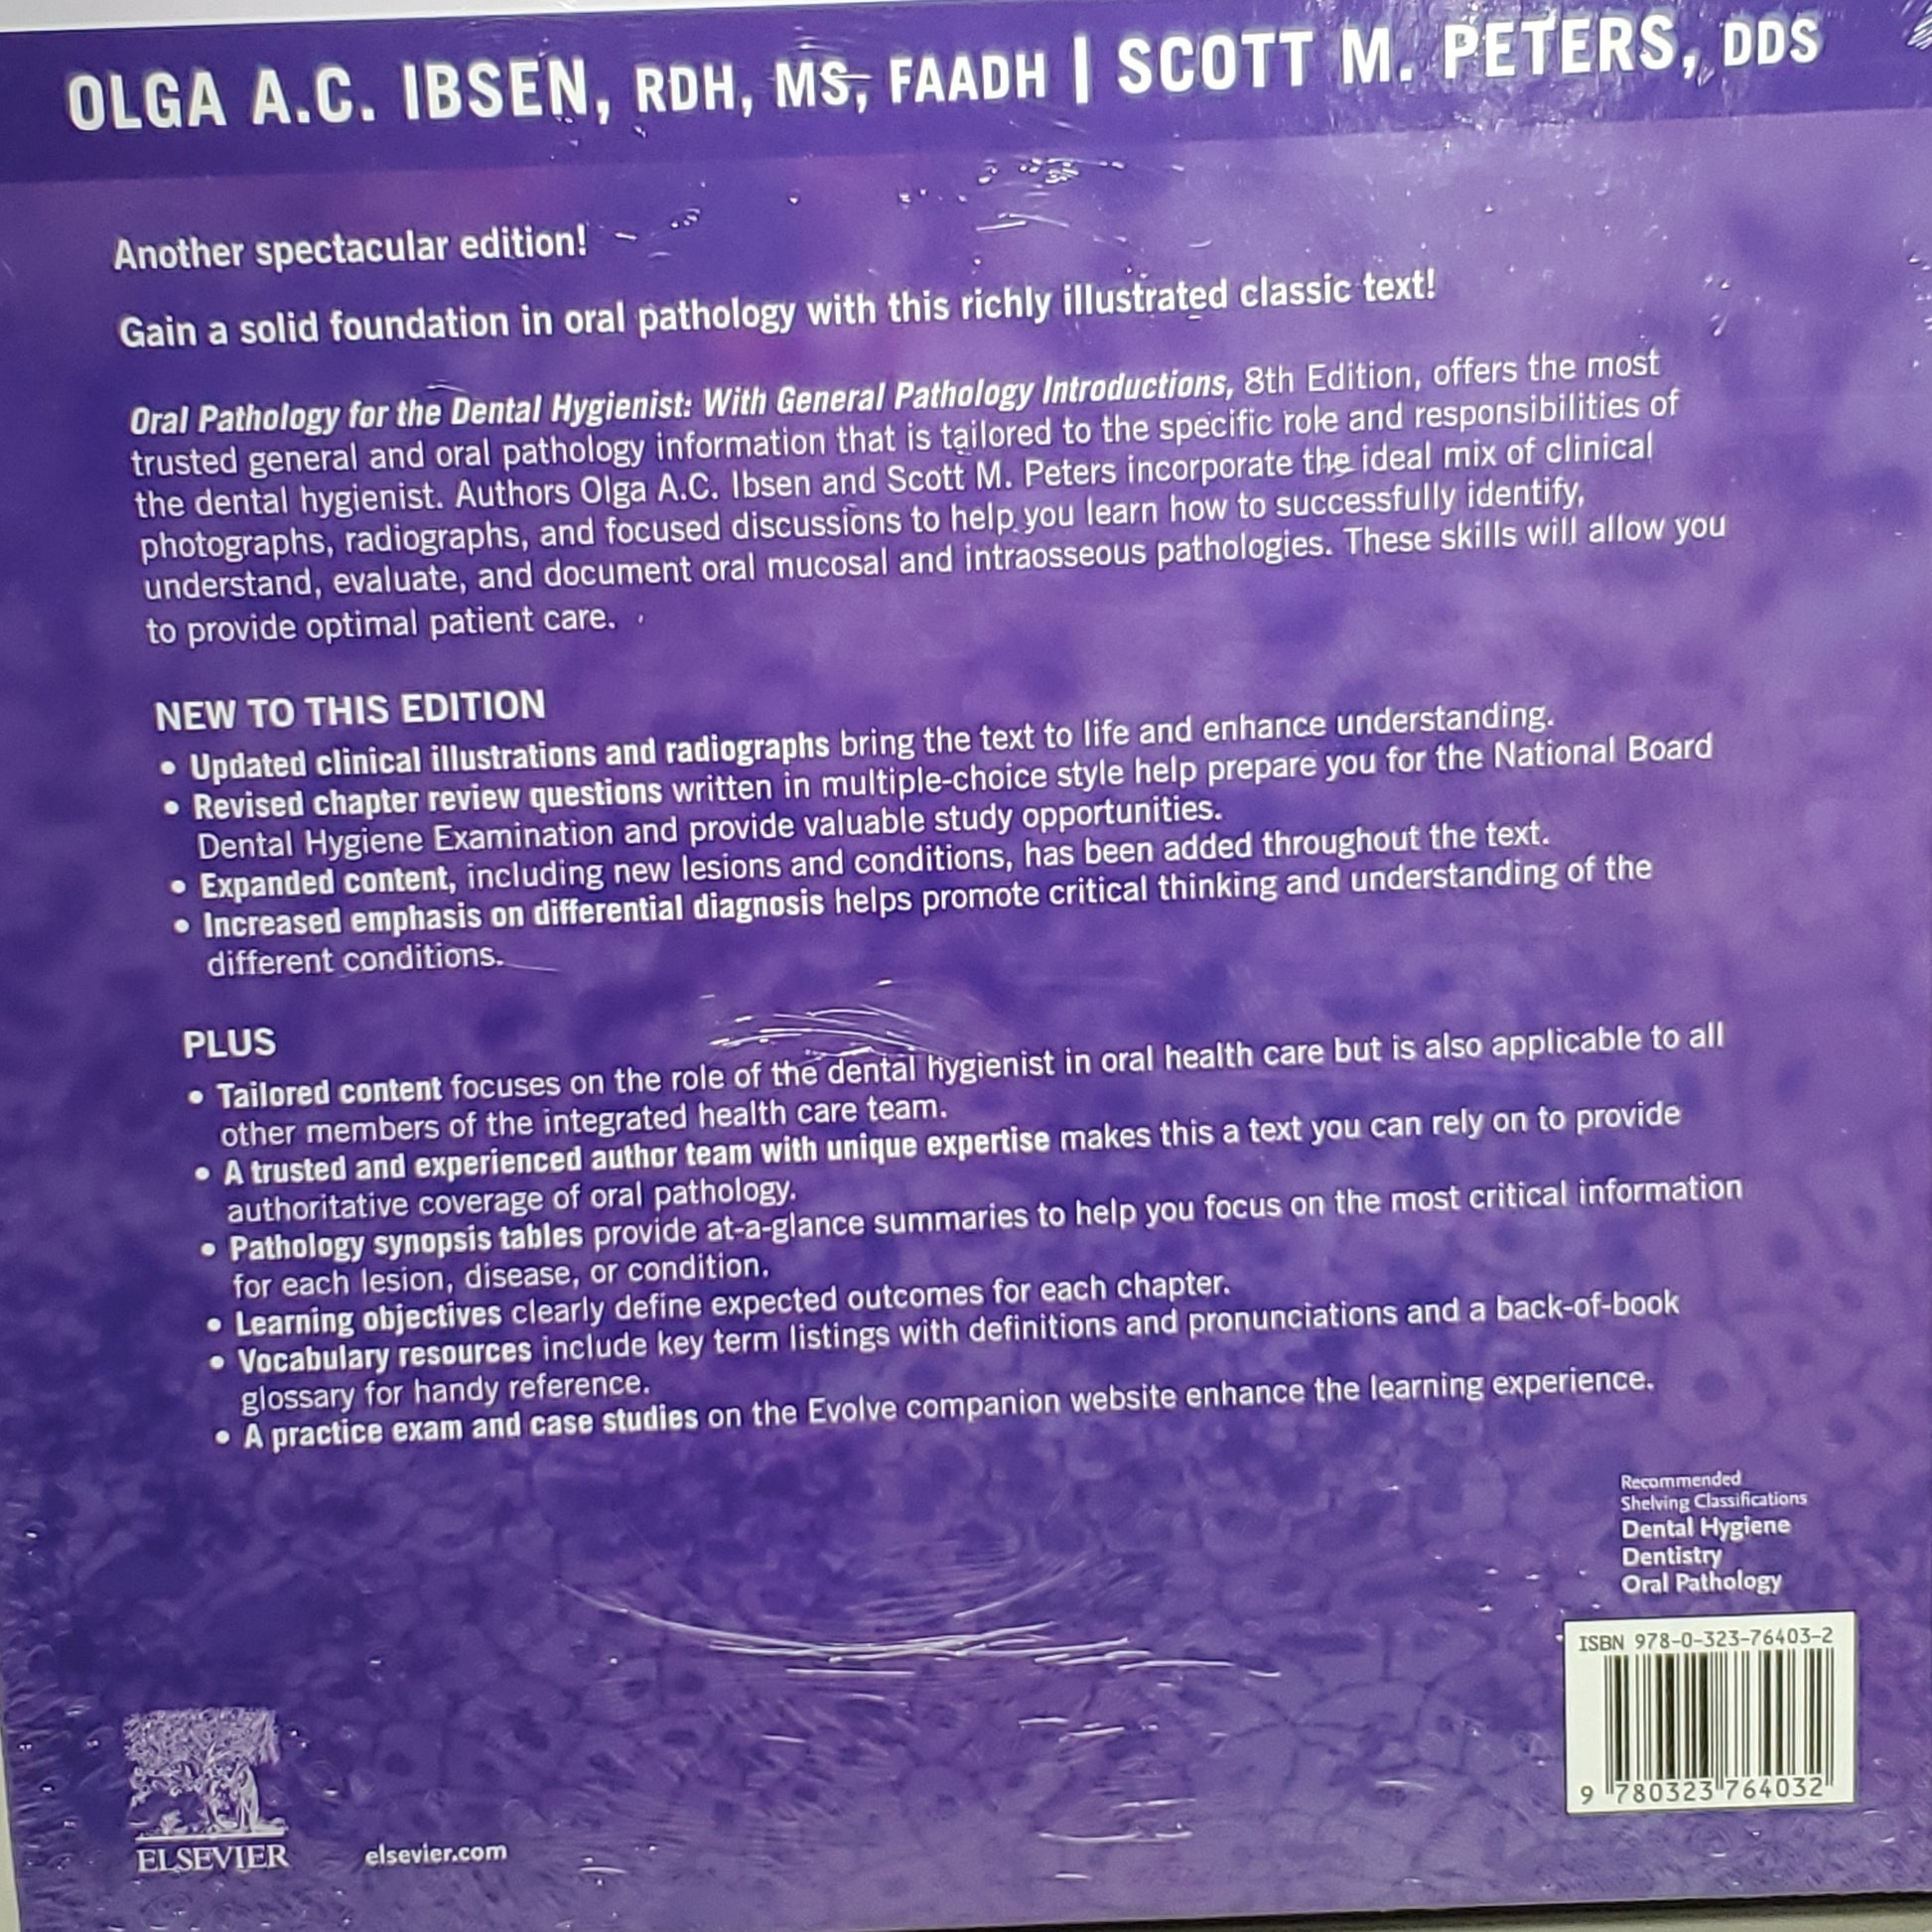 OLGA A.C. IBSEN, RDH, MS, FAADH | SCOTT M. PETERS, DDS
Another spectacular edition!
Gain a solid foundation in oral pathology with this richly illustrated classic text!
Oral Pathology for the Dental Hygienist: With General Pathology Introductions, 8th Edition, offers the most
trusted general and oral pathology information that is tailored to the specific role and responsibilities of
the dental hygienist. Authors Olga A.C. Ibsen and Scott M. Peters incorporate the ideal mix of clinical
photographs, radiographs, and focused discussions to help you learn how to successfully identify,
understand, evaluate, and document oral mucosal and intraosseous pathologies. These skills will allow you
to provide optimal patient care.
NEW TO THIS EDITION
• Updated clinical illustrations and radiographs bring the text to life and enhance understanding.
• Revised chapter review questions written in multiple-choice style help prepare you for the National Board
Dental Hygiene Examination and provide valuable study opportunities.
• Expanded content, including new lesions and conditions, has been added throughout the text.
• Increased emphasis on differential diagnosis helps promote critical thinking and understanding of the
different conditions.
PLUS
• Tailored content focuses on the role of the dental hygienist in oral health care but is also applicable to all
other members of the integrated health care team.
• A trusted and experienced author team with unique expertise makes this a text you can rely on to provide
authoritative coverage of oral pathology.
• Pathology synopsis tables provide at-a-glance summaries to help you focus on the most critical information
for each lesion, disease, or condition.
• Learning objectives clearly define expected outcomes for each chapter.
• Vocabulary resources include key term listings with definitions and pronunciations and a back-of-book
glossary for handy reference.
• A practice exam and case studies on the Evolve companion website enhance the learning experience.
Recommended
Shelving Classifications
Dental Hygiene
Dentistry
Oral Pathology
ISBN 978-0-323-76403-2
9 780323 764032
ELSEVIER
elsevier.com